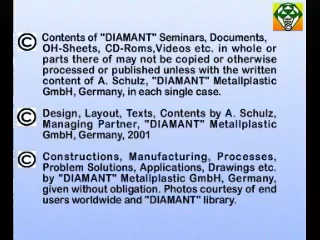 © Contents of "DIAMANT" Seminars, Documents,
OH-Sheets, CD-Roms,Videos etc. in whole or
parts there of may not be copied or otherwise
processed or published unless with the written
content of A. Schulz, "DIAMANT" Metallplastic
GmbH, Germany, in each single case.
© Design, Layout, Texts, Contents by A. Schulz,
Managing Partner, "DIAMANT" Metallplastic
GmbH, Germany, 2001
© Constructions, Manufacturing, Processes,
Problem Solutions, Applications, Drawings etc.
by "DIAMANT" Metallplastic GmbH, Germany,
given without obligation. Photos courtesy of end
users worldwide and "DIAMANT" library.